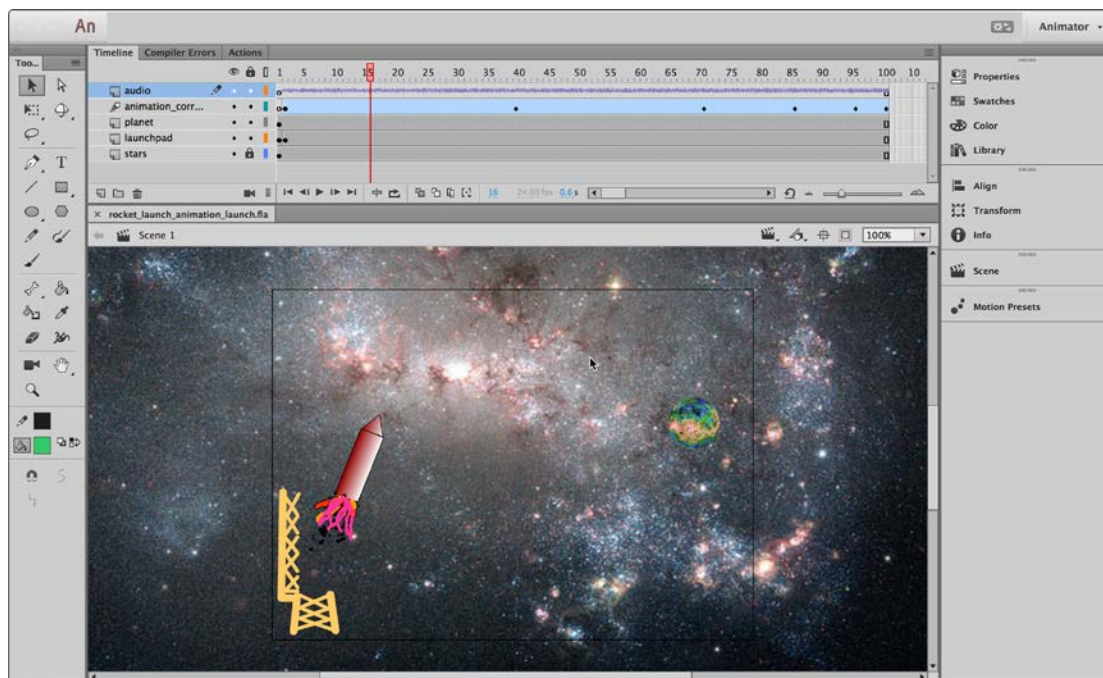 An
Animator
Timeline Compiler Errors Actions
Too...
1 5 10 15 20 25 30 35 40 45 50 55 60 65 70 75 80 85 90 95 100 10
audio
animation_corr...
planet
launchpad
stars
16 24.00 fps 0.6 s
× rocket_launch_animation_launch.fla
Scene 1
100%
T
Properties
Swatches
Color
Library
Align
Transform
Info
Scene
Motion Presets